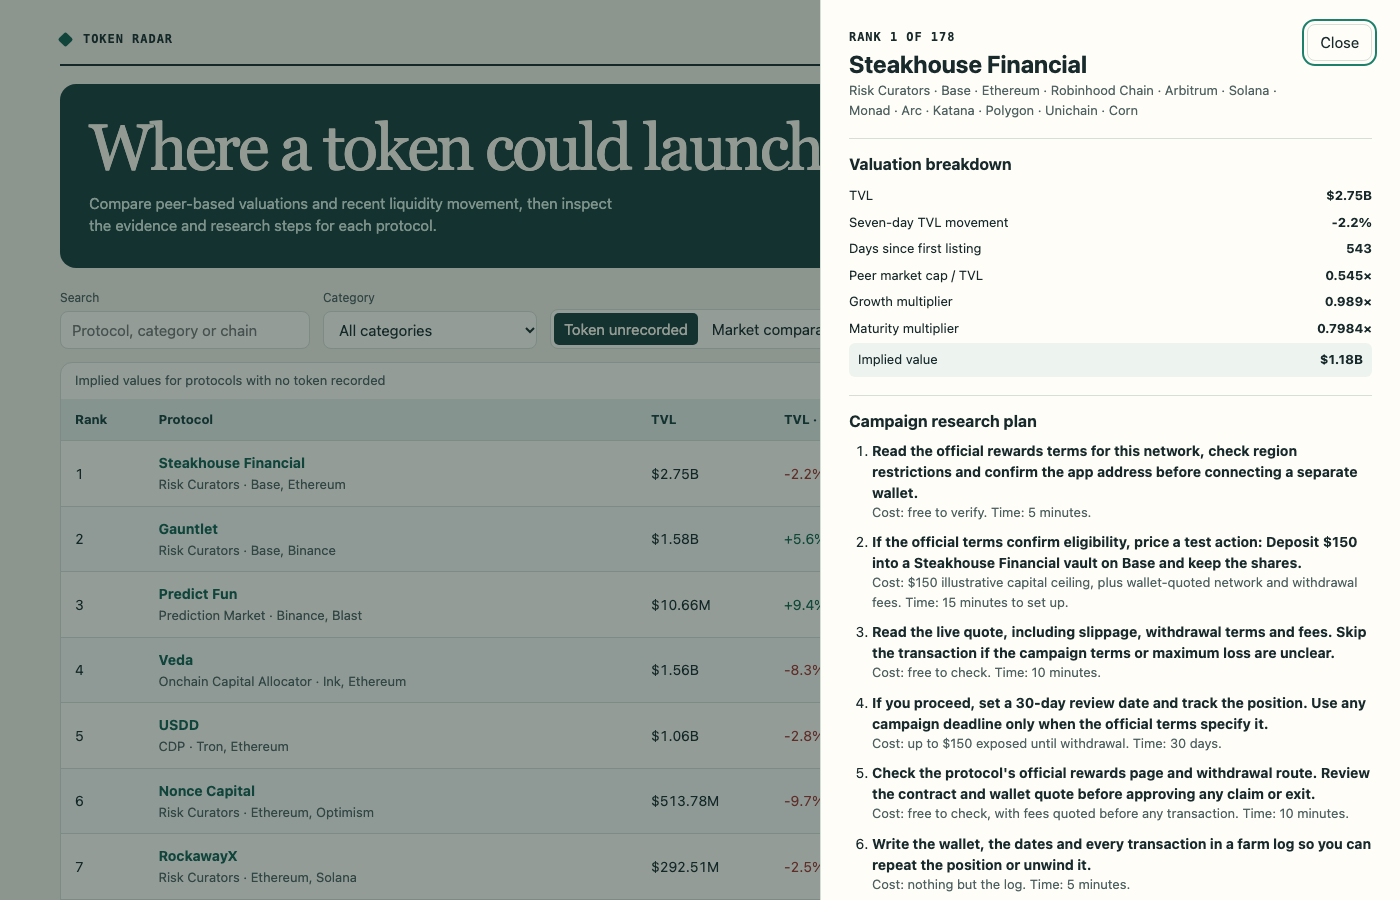 TOKEN RADAR
Where a token could launch
Compare peer-based valuations and recent liquidity movement, then inspect
the evidence and research steps for each protocol.
Search
Category
Protocol, category or chain
All categories
Token unrecorded
Market compara
Implied values for protocols with no token recorded
Rank Protocol TVL TVL ·
1 Steakhouse Financial $2.75B -2.2%
Risk Curators · Base, Ethereum
2 Gauntlet $1.58B +5.6%
Risk Curators · Base, Binance
3 Predict Fun $10.66M +9.4%
Prediction Market · Binance, Blast
4 Veda $1.56B -8.3%
Onchain Capital Allocator · Ink, Ethereum
5 USDD $1.06B -2.8%
CDP · Tron, Ethereum
6 Nonce Capital $513.78M -9.7%
Risk Curators · Ethereum, Optimism
7 RockawayX $292.51M -2.5%
Risk Curators · Ethereum, Solana
RANK 1 OF 178
Close
Steakhouse Financial
Risk Curators · Base · Ethereum · Robinhood Chain · Arbitrum · Solana ·
Monad · Arc · Katana · Polygon · Unichain · Corn
Valuation breakdown
TVL $2.75B
Seven-day TVL movement -2.2%
Days since first listing 543
Peer market cap / TVL 0.545×
Growth multiplier 0.989×
Maturity multiplier 0.7984×
Implied value $1.18B
Campaign research plan
1. Read the official rewards terms for this network, check region
restrictions and confirm the app address before connecting a separate
wallet.
Cost: free to verify. Time: 5 minutes.
2. If the official terms confirm eligibility, price a test action: Deposit $150
into a Steakhouse Financial vault on Base and keep the shares.
Cost: $150 illustrative capital ceiling, plus wallet-quoted network and withdrawal
fees. Time: 15 minutes to set up.
3. Read the live quote, including slippage, withdrawal terms and fees. Skip
the transaction if the campaign terms or maximum loss are unclear.
Cost: free to check. Time: 10 minutes.
4. If you proceed, set a 30-day review date and track the position. Use any
campaign deadline only when the official terms specify it.
Cost: up to $150 exposed until withdrawal. Time: 30 days.
5. Check the protocol's official rewards page and withdrawal route. Review
the contract and wallet quote before approving any claim or exit.
Cost: free to check, with fees quoted before any transaction. Time: 10 minutes.
6. Write the wallet, the dates and every transaction in a farm log so you can
repeat the position or unwind it.
Cost: nothing but the log. Time: 5 minutes.